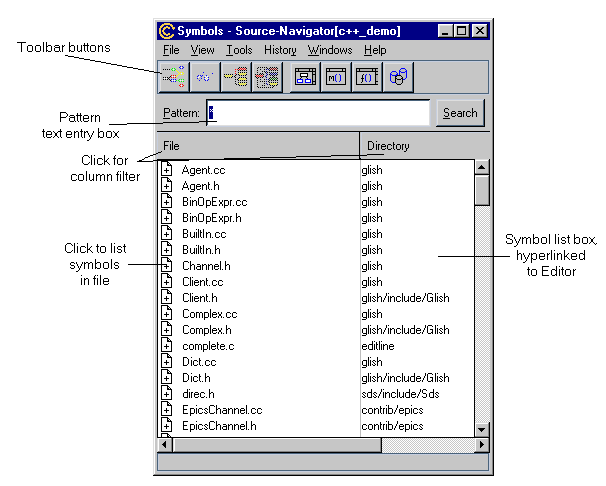 Symbols - Source-Navigator[c++_demo]
Toolbar buttons
File View Tools History Windows Help
m() f()
Pattern
text entry box
Pattern: *
Search
Click for
column filter
File Directory
Agent.cc glish
Agent.h glish
BinOpExpr.cc glish
BinOpExpr.h glish
BuiltIn.cc glish
BuiltIn.h glish
Channel.h glish
Client.cc glish
Client.h glish/include/Glish
Complex.cc glish
Complex.h glish/include/Glish
complete.c editline
Dict.cc glish
Dict.h glish/include/Glish
direc.h sds/include/Sds
EpicsChannel.cc contrib/epics
EpicsChannel.h contrib/epics
Click to list
symbols
in file
Symbol list box,
hyperlinked
to Editor